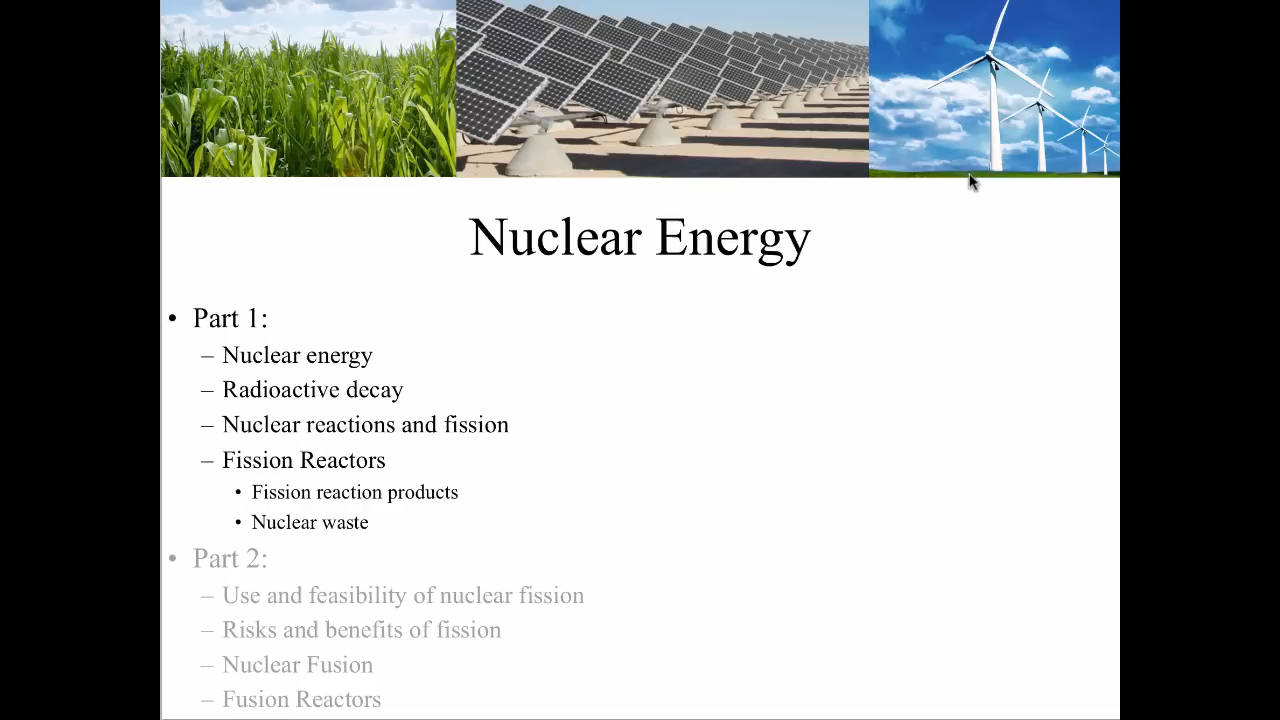 Nuclear Energy
• Part 1:
– Nuclear energy
– Radioactive decay
– Nuclear reactions and fission
– Fission Reactors
• Fission reaction products
• Nuclear waste
• Part 2:
– Use and feasibility of nuclear fission
– Risks and benefits of fission
– Nuclear Fusion
– Fusion Reactors